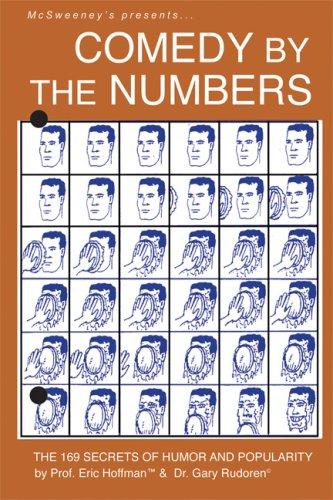 McSweeney's presents...
COMEDY BY
THE NUMBERS
THE 169 SECRETS OF HUMOR AND POPULARITY
by Prof. Eric Hoffman™ & Dr. Gary Rudoren©